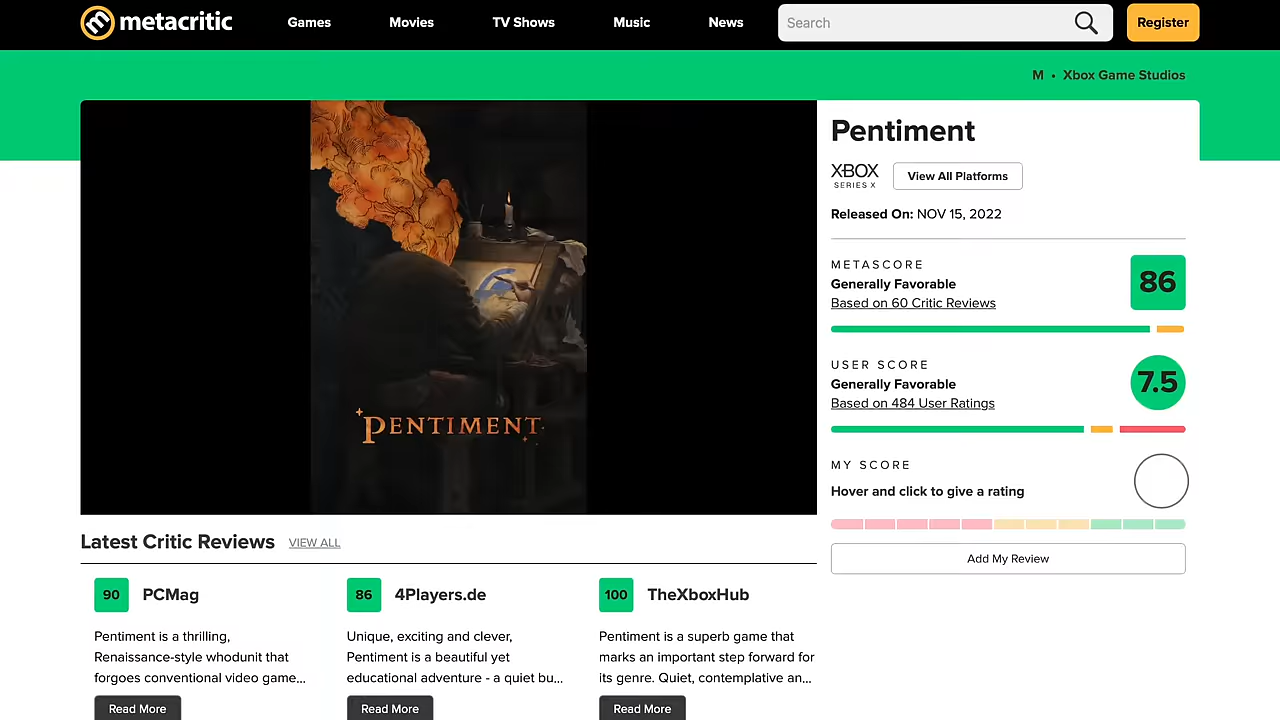 metacritic
Games
Movies
TV Shows
Music
News
Search
Register
M • Xbox Game Studios
Pentiment
XBOX
SERIES X
View All Platforms
Released On: NOV 15, 2022
METASCORE
Generally Favorable
Based on 60 Critic Reviews
86
USER SCORE
Generally Favorable
Based on 484 User Ratings
7.5
MY SCORE
Hover and click to give a rating
Add My Review
PENTIMENT
Latest Critic Reviews
VIEW ALL
90
PCMag
Pentiment is a thrilling,
Renaissance-style whodunit that
forgoes conventional video game...
Read More
86
4Players.de
Unique, exciting and clever,
Pentiment is a beautiful yet
educational adventure - a quiet bu...
Read More
100
TheXboxHub
Pentiment is a superb game that
marks an important step forward for
its genre. Quiet, contemplative an...
Read More